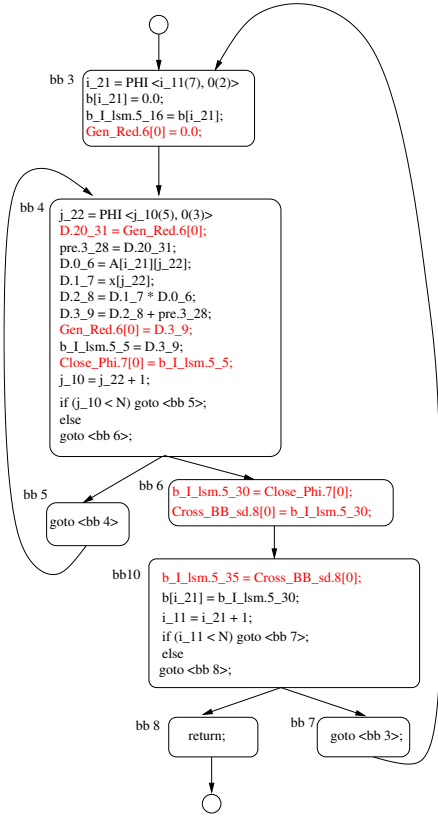 bb 3
i_21 = PHI <i_11(7), 0(2)>
b[i_21] = 0.0;
b_I_lsm.5_16 = b[i_21];
Gen_Red.6[0] = 0.0;
bb 4
j_22 = PHI <j_10(5), 0(3)>
D.20_31 = Gen_Red.6[0];
pre.3_28 = D.20_31;
D.0_6 = A[i_21][j_22];
D.1_7 = x[j_22];
D.2_8 = D.1_7 * D.0_6;
D.3_9 = D.2_8 + pre.3_28;
Gen_Red.6[0] = D.3_9;
b_I_lsm.5_5 = D.3_9;
Close_Phi.7[0] = b_I_lsm.5_5;
j_10 = j_22 + 1;
if (j_10 < N) goto <bb 5>;
else
goto <bb 6>;
bb 5
goto <bb 4>
bb 6
b_I_lsm.5_30 = Close_Phi.7[0];
Cross_BB_sd.8[0] = b_I_lsm.5_30;
bb10
b_I_lsm.5_35 = Cross_BB_sd.8[0];
b[i_21] = b_I_lsm.5_30;
i_11 = i_21 + 1;
if (i_11 < N) goto <bb 7>;
else
goto <bb 8>;
bb 8
return;
bb 7
goto <bb 3>;